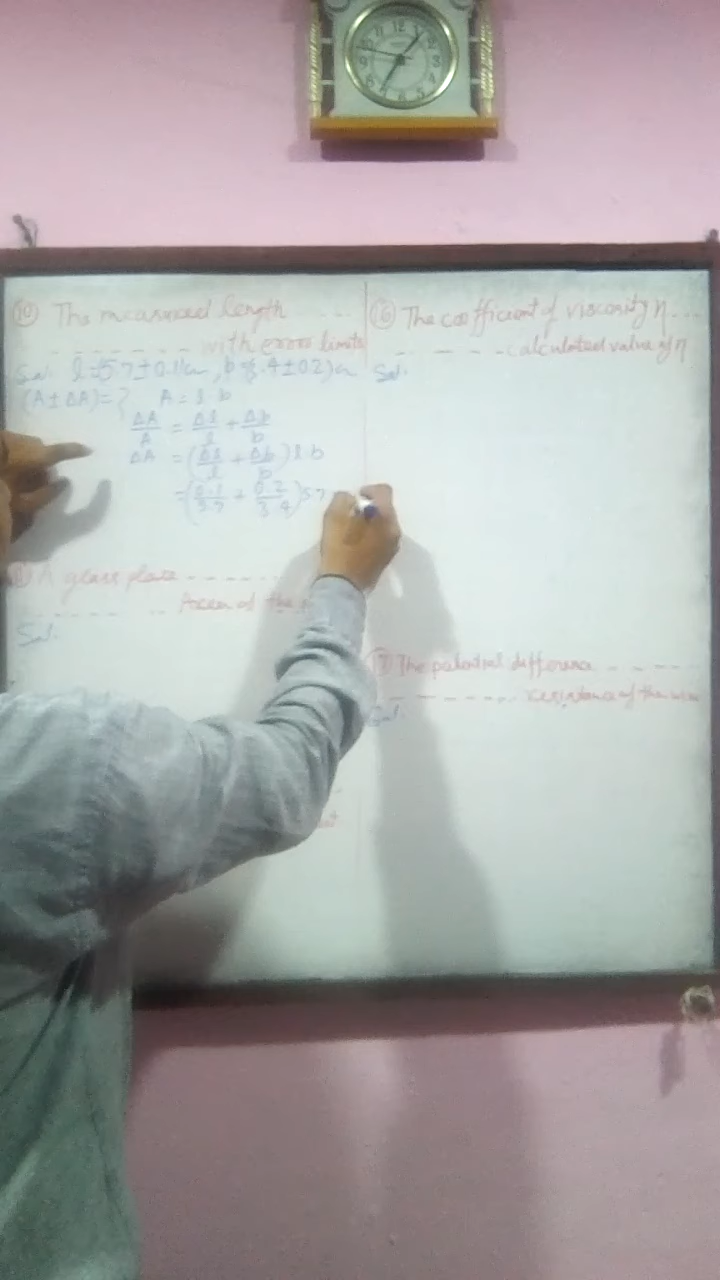 The measured length ....
- - - - - - - with error limits
Sol: l = (5.7 ± 0.1) cm, b = (3.4 ± 0.2) cm
(A ± ΔA) = ? A = l b
ΔA/A = Δl/l + Δb/b
ΔA = (Δl/l + Δb/b) l b
= (0.1/5.7 + 0.2/3.4) 5.7
A glass plate - - - - -
- - - - - - Area of the
Sol.
(16) The coefficient of viscosity η ....
- - - - calculated value of η
Sol.
The potential difference - - - -
- - - - - - resistance of the wire
Sol.